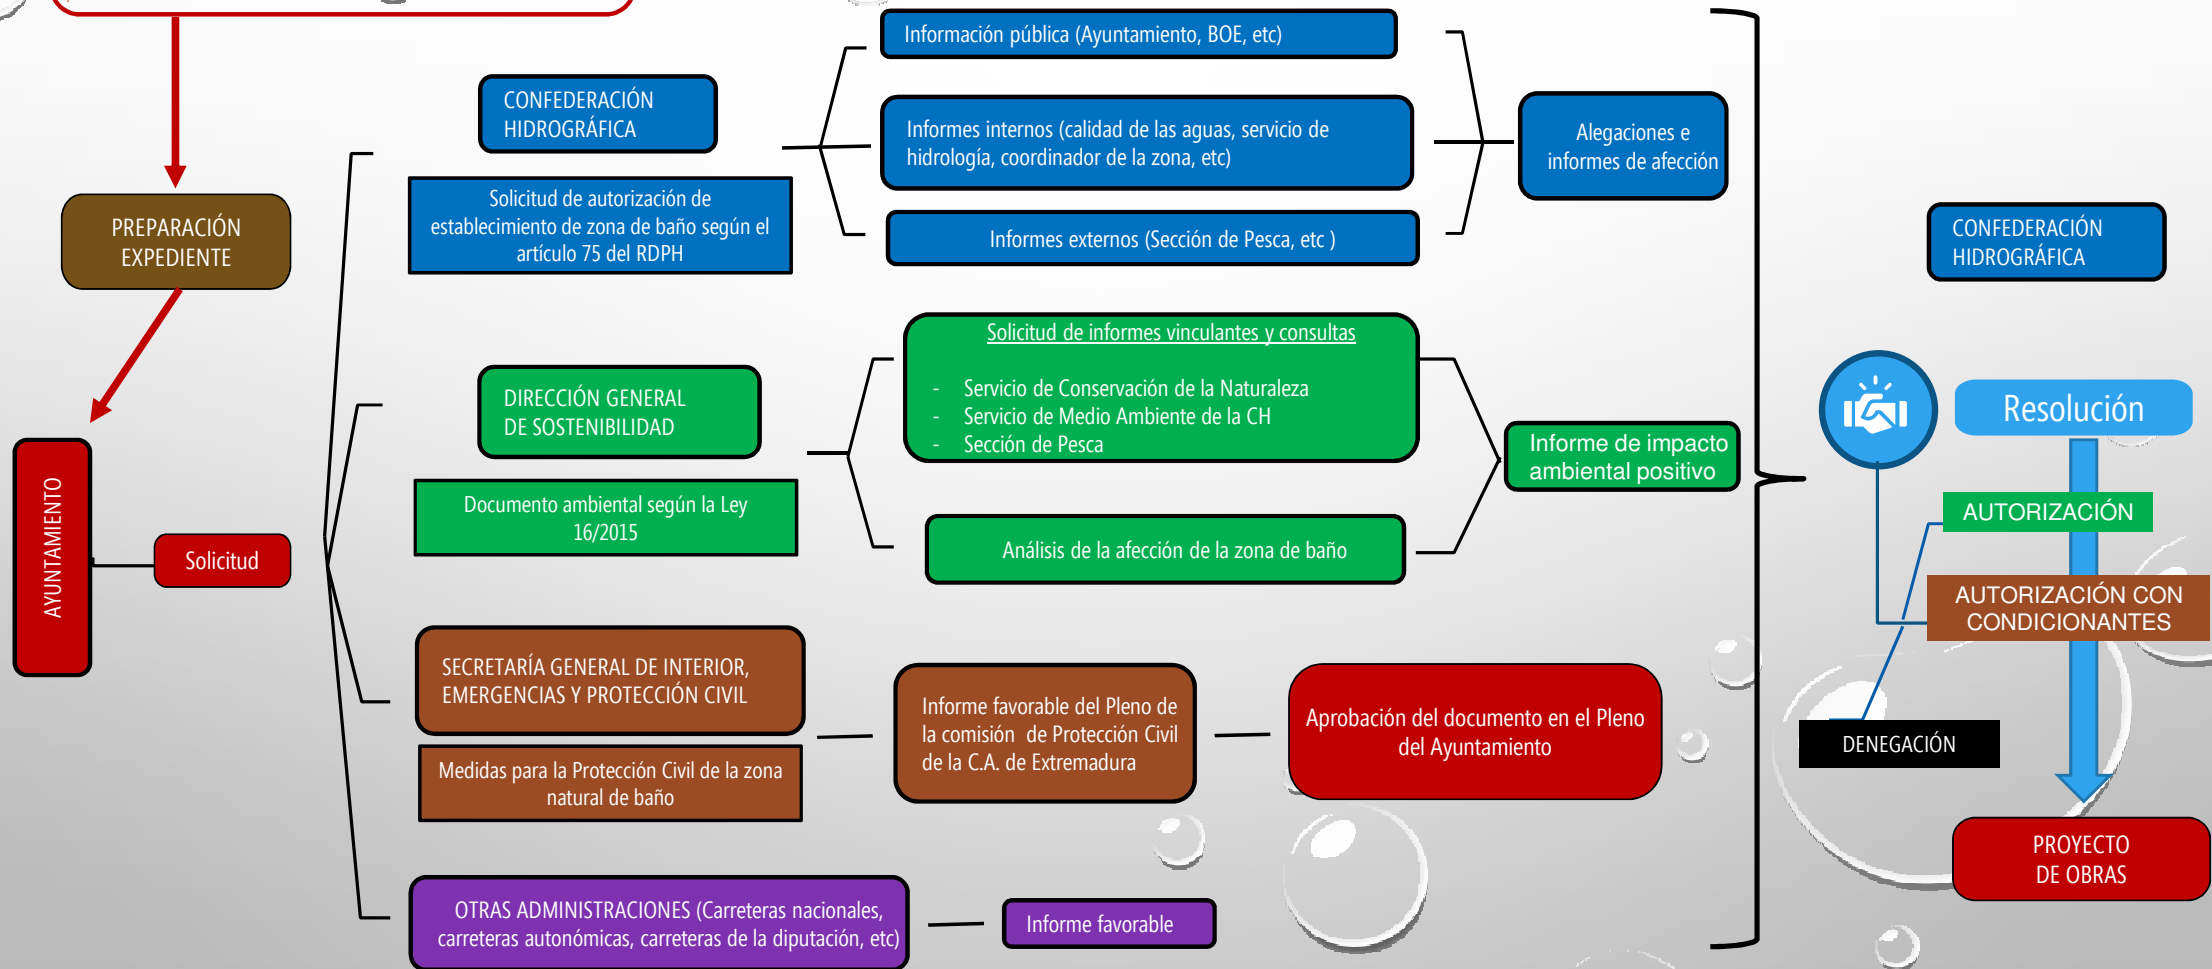 PREPARACIÓN
EXPEDIENTE
AYUNTAMIENTO
Solicitud
CONFEDERACIÓN
HIDROGRÁFICA
Solicitud de autorización de
establecimiento de zona de baño según el
artículo 75 del RDPH
Información pública (Ayuntamiento, BOE, etc)
Informes internos (calidad de las aguas, servicio de
hidrología, coordinador de la zona, etc)
Informes externos (Sección de Pesca, etc )
Alegaciones e
informes de afección
DIRECCIÓN GENERAL
DE SOSTENIBILIDAD
Documento ambiental según la Ley
16/2015
Solicitud de informes vinculantes y consultas
- Servicio de Conservación de la Naturaleza
- Servicio de Medio Ambiente de la CH
- Sección de Pesca
Análisis de la afección de la zona de baño
Informe de impacto
ambiental positivo
SECRETARÍA GENERAL DE INTERIOR,
EMERGENCIAS Y PROTECCIÓN CIVIL
Medidas para la Protección Civil de la zona
natural de baño
Informe favorable del Pleno de
la comisión de Protección Civil
de la C.A. de Extremadura
Aprobación del documento en el Pleno
del Ayuntamiento
OTRAS ADMINISTRACIONES (Carreteras nacionales,
carreteras autonómicas, carreteras de la diputación, etc)
Informe favorable
CONFEDERACIÓN
HIDROGRÁFICA
Resolución
AUTORIZACIÓN
AUTORIZACIÓN CON
CONDICIONANTES
DENEGACIÓN
PROYECTO
DE OBRAS